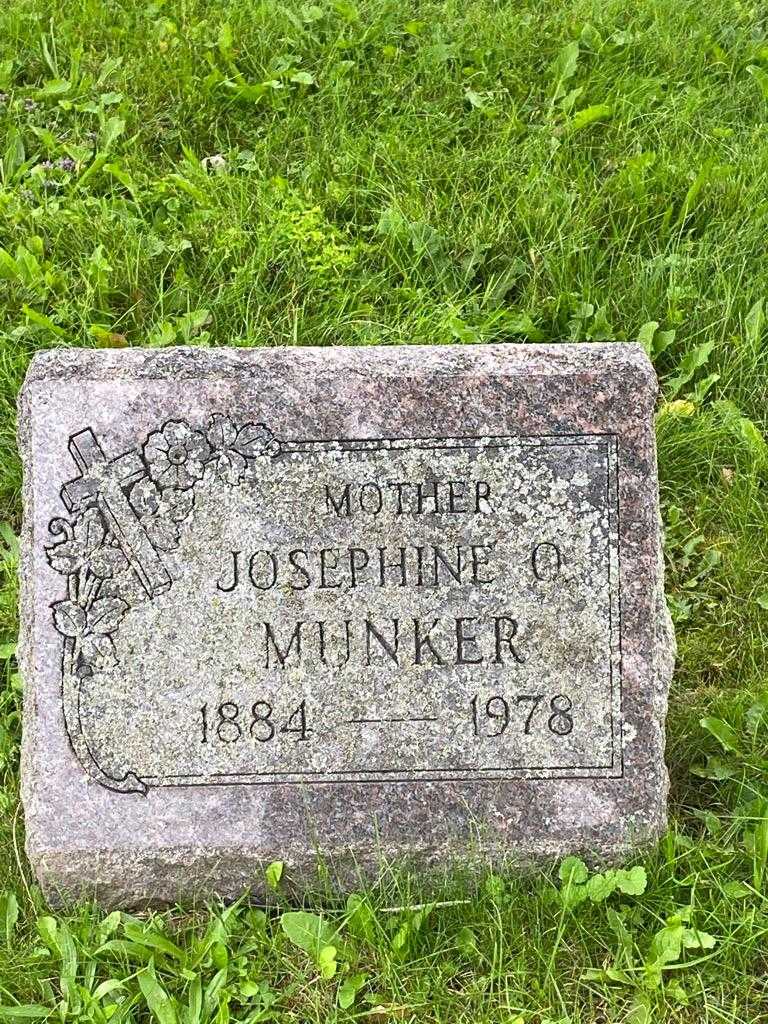 MOTHER
JOSEPHINE O
MUNKER
1884 — 1978